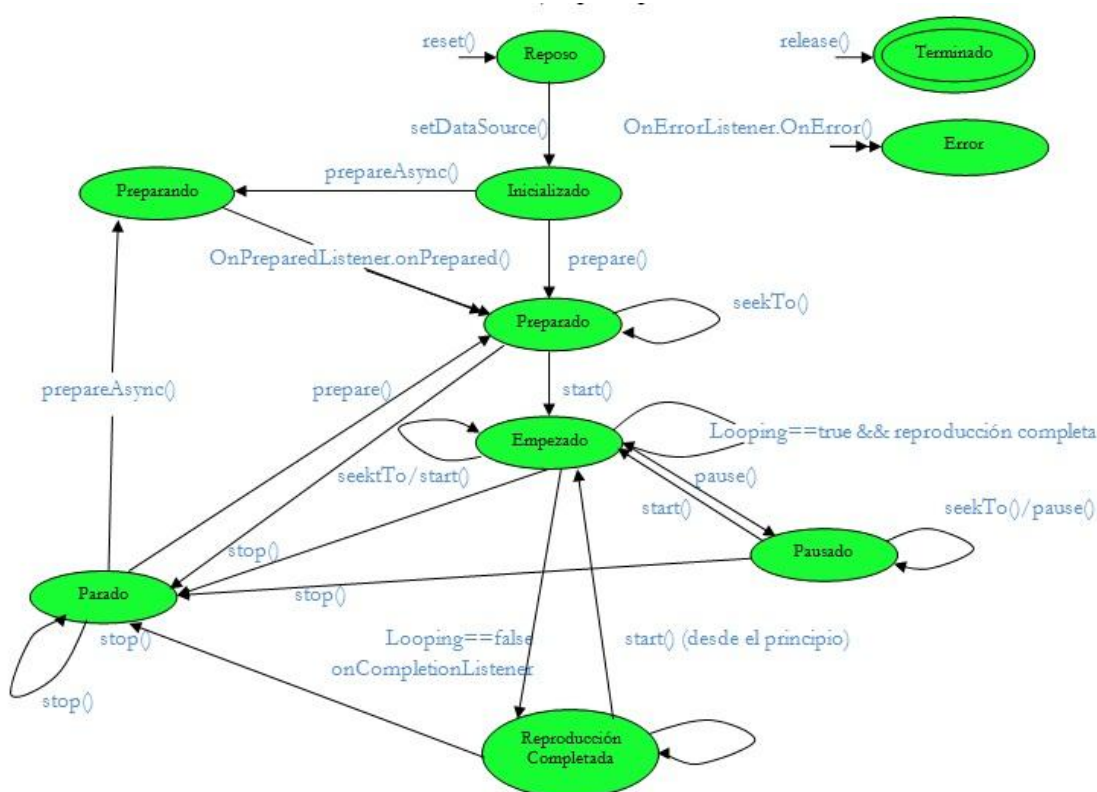 reset()
Reposo
release()
Terminado
setDataSource()
OnErrorListener.OnError()
Error
prepareAsync()
Preparando
Inicializado
OnPreparedListener.onPrepared()
prepare()
Preparado
seekTo()
prepareAsync()
prepare()
start()
Empezado
Looping==true && reproducción completa
seektTo/start()
pause()
start()
seekTo()/pause()
Pausado
stop()
Parado
stop()
stop()
Looping==false
onCompletionListener
start() (desde el principio)
stop()
Reproducción
Completada